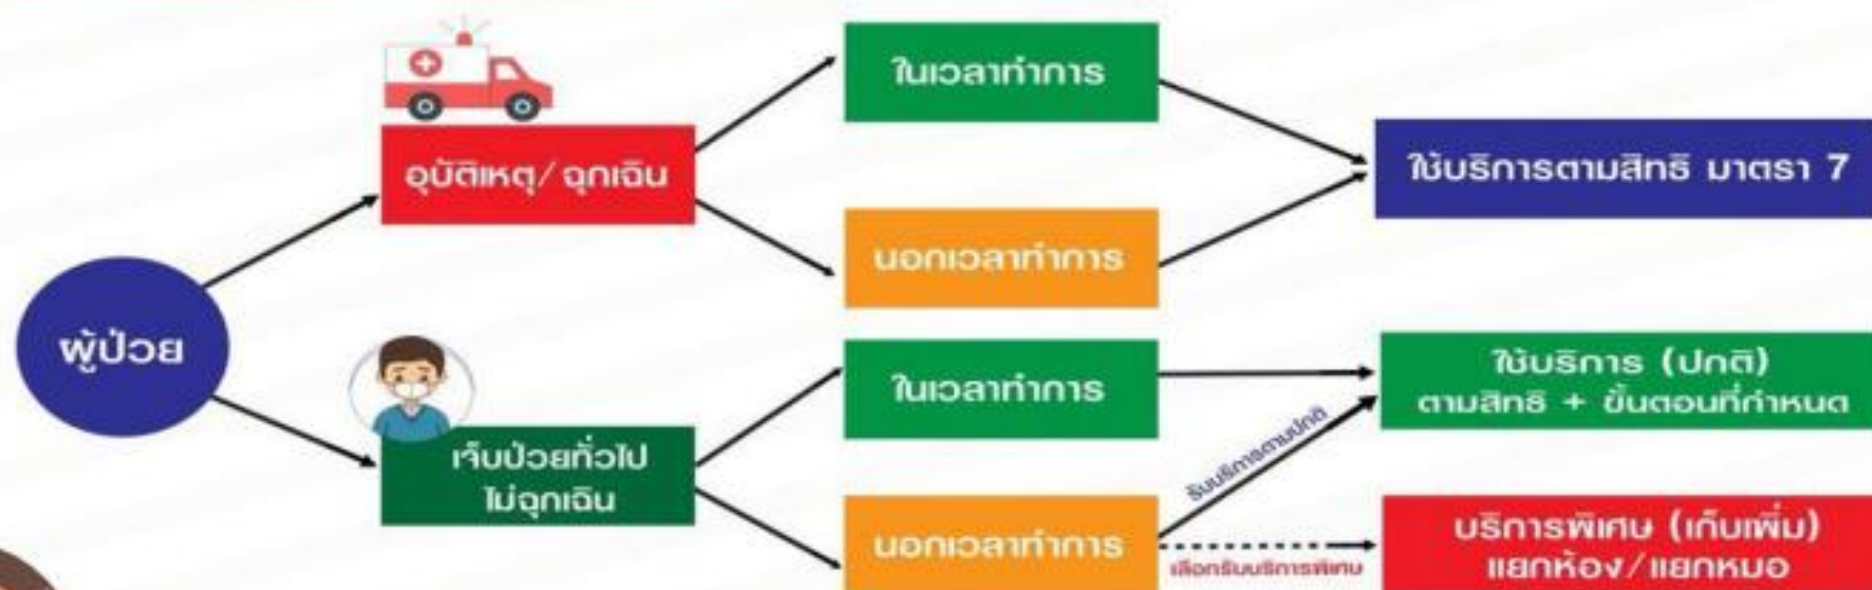 ในเวลาทำการ
อุบัติเหตุ/ฉุกเฉิน
ใช้บริการตามสิทธิ มาตรา 7
นอกเวลาทำการ
ผู้ป่วย
ในเวลาทำการ
ใช้บริการ (ปกติ)
ตามสิทธิ + ขั้นตอนที่กำหนด
เจ็บป่วยทั่วไป
ไม่ฉุกเฉิน
รับบริการตามปกติ
นอกเวลาทำการ
เลือกรับบริการพิเศษ
บริการพิเศษ (เก็บเพิ่ม)
แยกห้อง/แยกหมอ